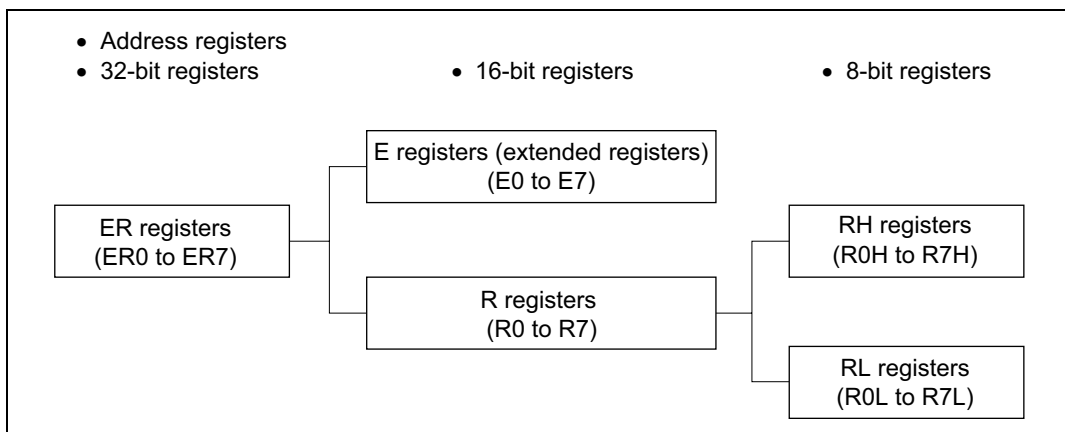 • Address registers
• 32-bit registers
• 16-bit registers
• 8-bit registers
E registers (extended registers)
(E0 to E7)
ER registers
(ER0 to ER7)
RH registers
(R0H to R7H)
R registers
(R0 to R7)
RL registers
(R0L to R7L)